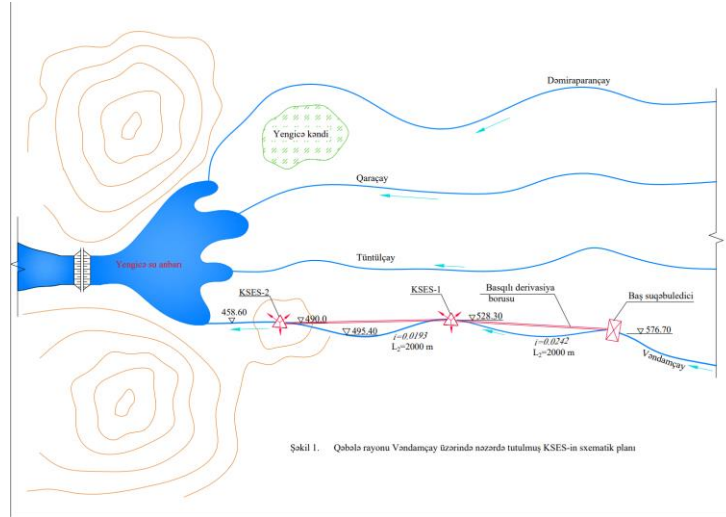 Dəmiraparançay
Yengicə kəndi
Qaraçay
Tüntülçay
Yengicə su anbarı
KSES-2
KSES-1
Basqılı derivasiya
borusu
Baş suqəbuledici
458.60
490.0
495.40
528.30
576.70
i=0.0193
L₂=2000 m
i=0.0242
L₂=2000 m
Vəndamçay
Şəkil 1. Qəbələ rayonu Vəndamçay üzərində nəzərdə tutulmuş KSES-in sxematik planı